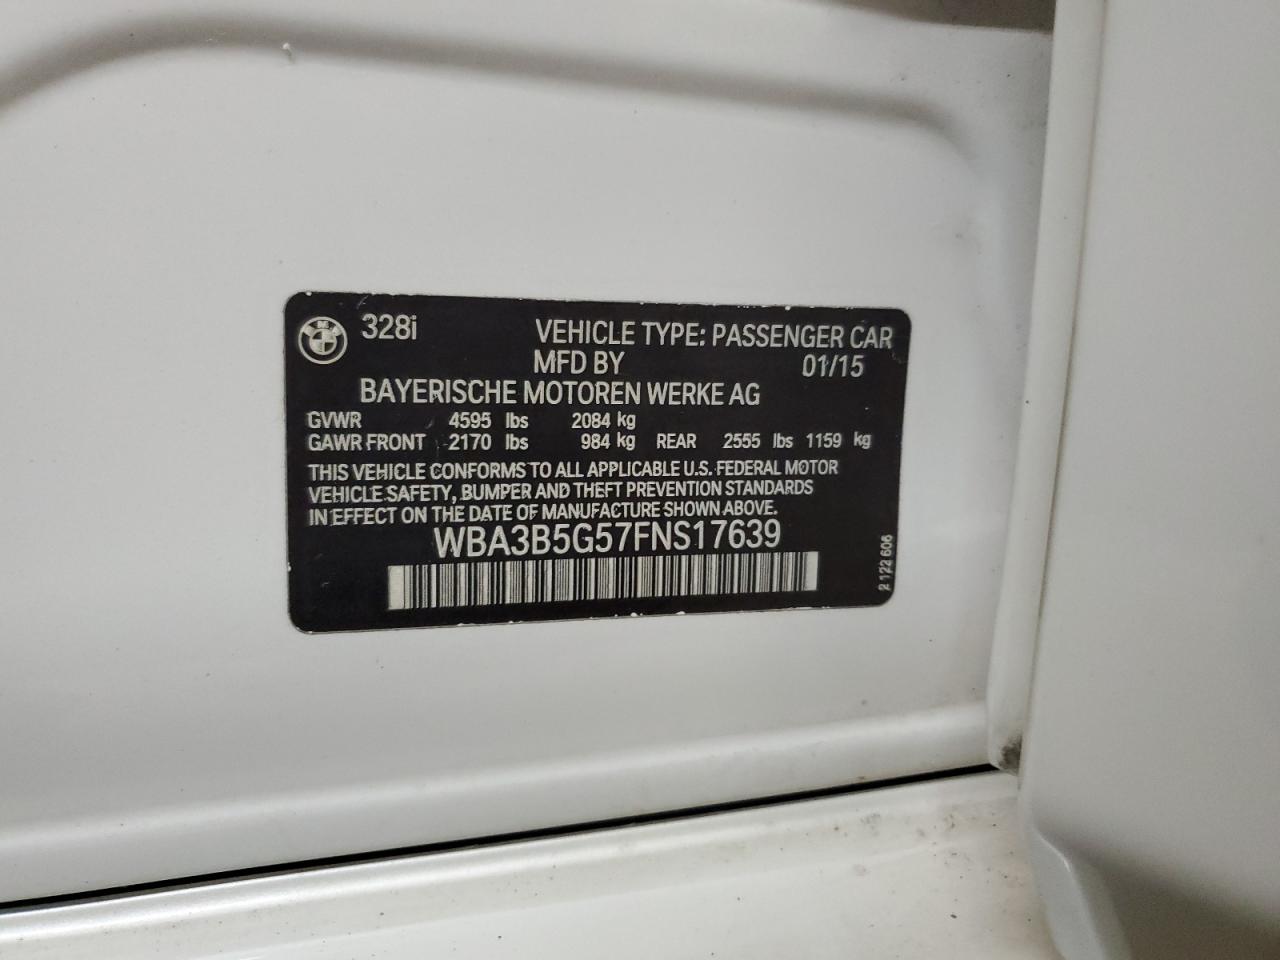 328i VEHICLE TYPE: PASSENGER CAR
MFD BY 01/15
BAYERISCHE MOTOREN WERKE AG
GVWR 4595 lbs 2084 kg
GAWR FRONT 2170 lbs 984 kg REAR 2555 lbs 1159 kg
THIS VEHICLE CONFORMS TO ALL APPLICABLE U.S. FEDERAL MOTOR
VEHICLE SAFETY, BUMPER AND THEFT PREVENTION STANDARDS
IN EFFECT ON THE DATE OF MANUFACTURE SHOWN ABOVE.
WBA3B5G57FNS17639
2 122 606